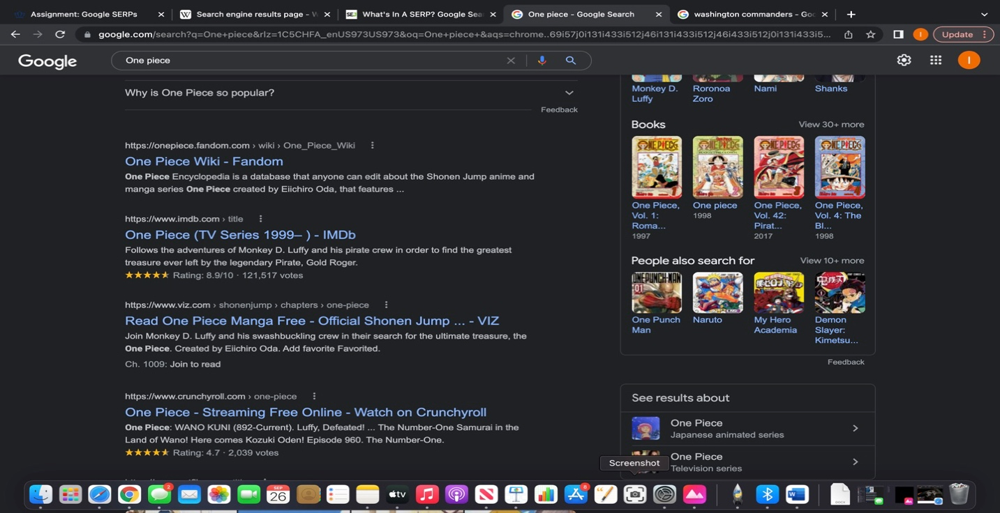 Assignment: Google SERPs
Search engine results page - W
What's In A SERP? Google Sea
One piece - Google Search
washington commanders - Goo
google.com/search?q=One+piece&rlz=1C5CHFA_enUS973US973&oq=One+piece+&aqs=chrome..69i57j0i131i433i512j46i131i433i512j46i433i512j0i131i433i5...
Update
Google
One piece
Why is One Piece so popular?
Feedback
https://onepiece.fandom.com › wiki › One_Piece_Wiki
One Piece Wiki - Fandom
One Piece Encyclopedia is a database that anyone can edit about the Shonen Jump anime and
manga series One Piece created by Eiichiro Oda, that features ...
https://www.imdb.com › title
One Piece (TV Series 1999– ) - IMDb
Follows the adventures of Monkey D. Luffy and his pirate crew in order to find the greatest
treasure ever left by the legendary Pirate, Gold Roger.
Rating: 8.9/10 · 121,517 votes
https://www.viz.com › shonenjump › chapters › one-piece
Read One Piece Manga Free - Official Shonen Jump ... - VIZ
Join Monkey D. Luffy and his swashbuckling crew in their search for the ultimate treasure, the
One Piece. Created by Eiichiro Oda. Add favorite Favorited.
Ch. 1009: Join to read
https://www.crunchyroll.com › one-piece
One Piece - Streaming Free Online - Watch on Crunchyroll
One Piece: WANO KUNI (892-Current). Luffy, Defeated! ... The Number-One Samurai in the
Land of Wano! Here comes Kozuki Oden! Episode 960. The Number-One.
Rating: 4.7 · 2,039 votes
Monkey D.
Luffy
Roronoa
Zoro
Nami
Shanks
Books
View 30+ more
One Piece,
Vol. 1:
Roma...
1997
One piece
1998
One Piece,
Vol. 42:
Pirat...
2017
One Piece,
Vol. 4: The
Bl...
1998
People also search for
View 10+ more
One Punch
Man
Naruto
My Hero
Academia
Demon
Slayer:
Kimetsu...
Feedback
See results about
One Piece
Japanese animated series
One Piece
Television series
Screenshot
2
SEP
26
tv
8
W
DOCX